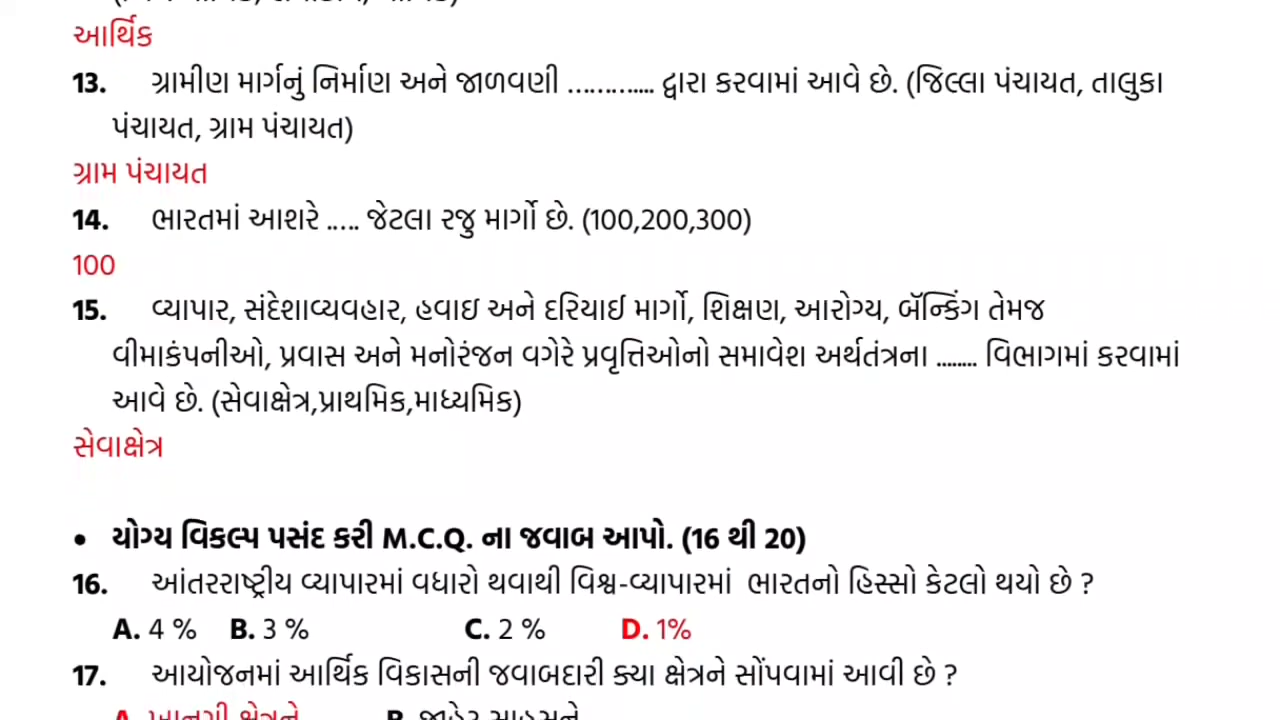 આર્થિક
13. ગ્રામીણ માર્ગનું નિર્માણ અને જાળવણી ............ દ્વારા કરવામાં આવે છે. (જિલ્લા પંચાયત, તાલુકા
પંચાયત, ગ્રામ પંચાયત)
ગ્રામ પંચાયત
14. ભારતમાં આશરે ..... જેટલા રજુ માર્ગો છે. (100,200,300)
100
15. વ્યાપાર, સંદેશાવ્યવહાર, હવાઇ અને દરિયાઈ માર્ગો, શિક્ષણ, આરોગ્ય, બૅન્કિંગ તેમજ
વીમાકંપનીઓ, પ્રવાસ અને મનોરંજન વગેરે પ્રવૃત્તિઓનો સમાવેશ અર્થતંત્રના ........ વિભાગમાં કરવામાં
આવે છે. (સેવાક્ષેત્ર,પ્રાથમિક,માધ્યમિક)
સેવાક્ષેત્ર
• યોગ્ય વિકલ્પ પસંદ કરી M.C.Q. ના જવાબ આપો. (16 થી 20)
16. આંતરરાષ્ટ્રીય વ્યાપારમાં વધારો થવાથી વિશ્વ-વ્યાપારમાં ભારતનો હિસ્સો કેટલો થયો છે ?
A. 4 % B. 3 % C. 2 % D. 1%
17. આયોજનમાં આર્થિક વિકાસની જવાબદારી ક્યા ક્ષેત્રને સોંપવામાં આવી છે ?
A. ખાનગી ક્ષેત્રને B. જાહેર સાહસને